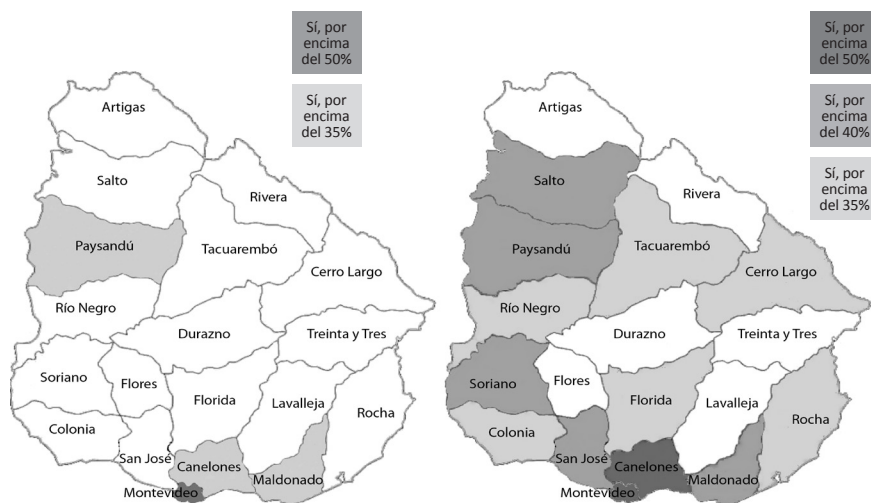 Sí, por
encima
del 50%
Sí, por
encima
del 35%
Artigas
Salto
Rivera
Paysandú
Tacuarembó
Cerro Largo
Río Negro
Durazno
Treinta y Tres
Soriano
Flores
Florida
Lavalleja
Rocha
Colonia
San José
Canelones
Maldonado
Montevideo
Sí, por
encima
del 50%
Sí, por
encima
del 40%
Sí, por
encima
del 35%
Artigas
Salto
Rivera
Paysandú
Tacuarembó
Cerro Largo
Río Negro
Durazno
Treinta y Tres
Soriano
Flores
Florida
Lavalleja
Rocha
Colonia
San José
Canelones
Maldonado
Montevideo